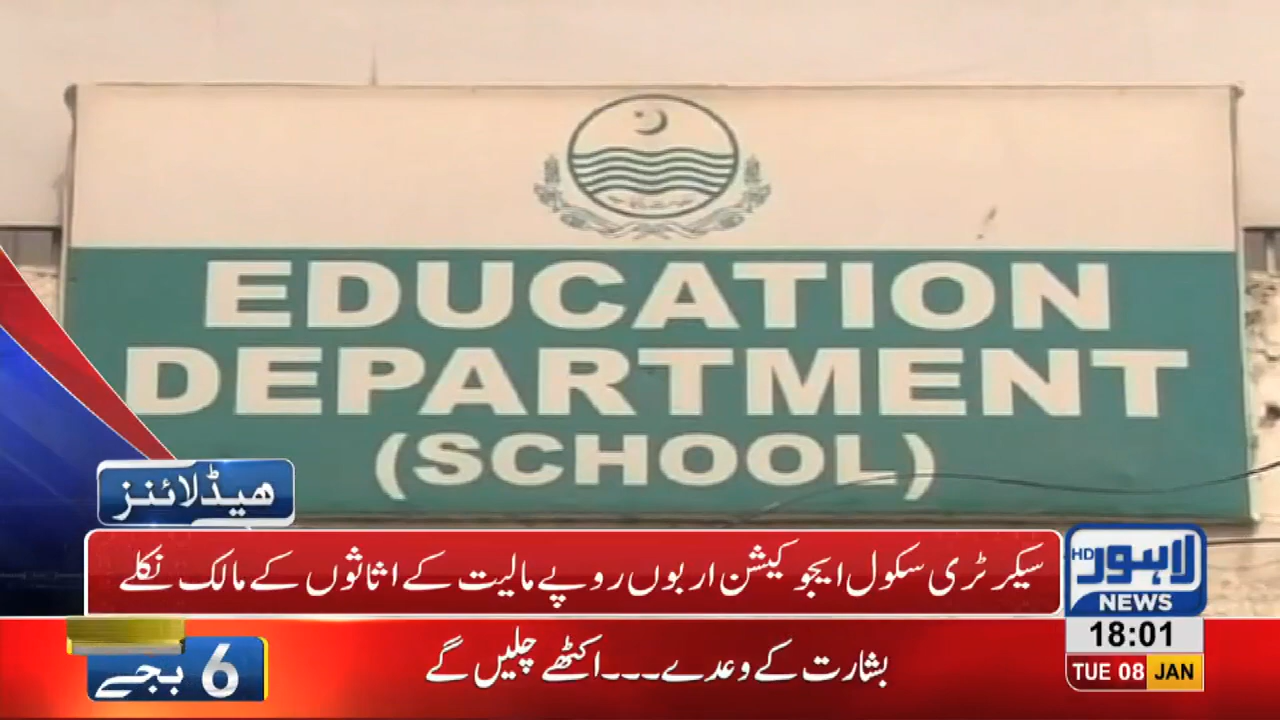 EDUCATION
DEPARTMENT
(SCHOOL)
ھیڈلائنز
سیکرٹری سکول ایجوکیشن اربوں روپے مالیت کے اثاثوں کے مالک نکلے
لاہور HD
NEWS
18:01
TUE 08 JAN
6 بجے
بشارت کے وعدے۔۔۔اکٹھے چلیں گے